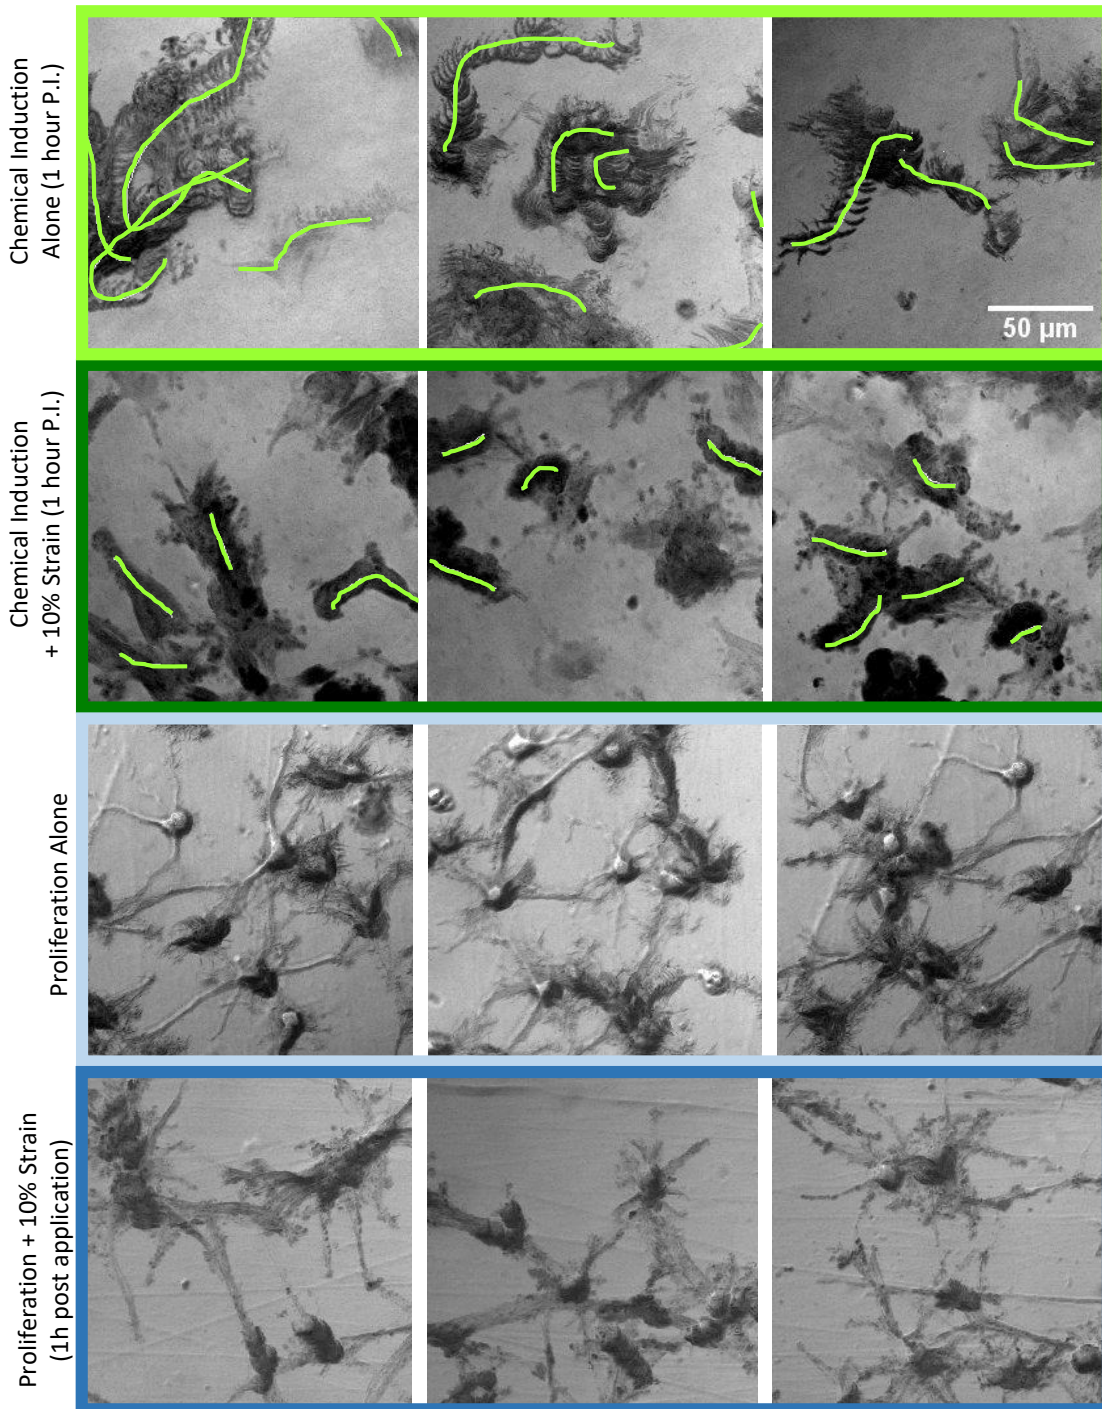 Chemical Induction
Alone (1 hour P.I.)
50 µm
Chemical Induction
+ 10% Strain (1 hour P.I.)
Proliferation Alone
Proliferation + 10% Strain
(1h post application)